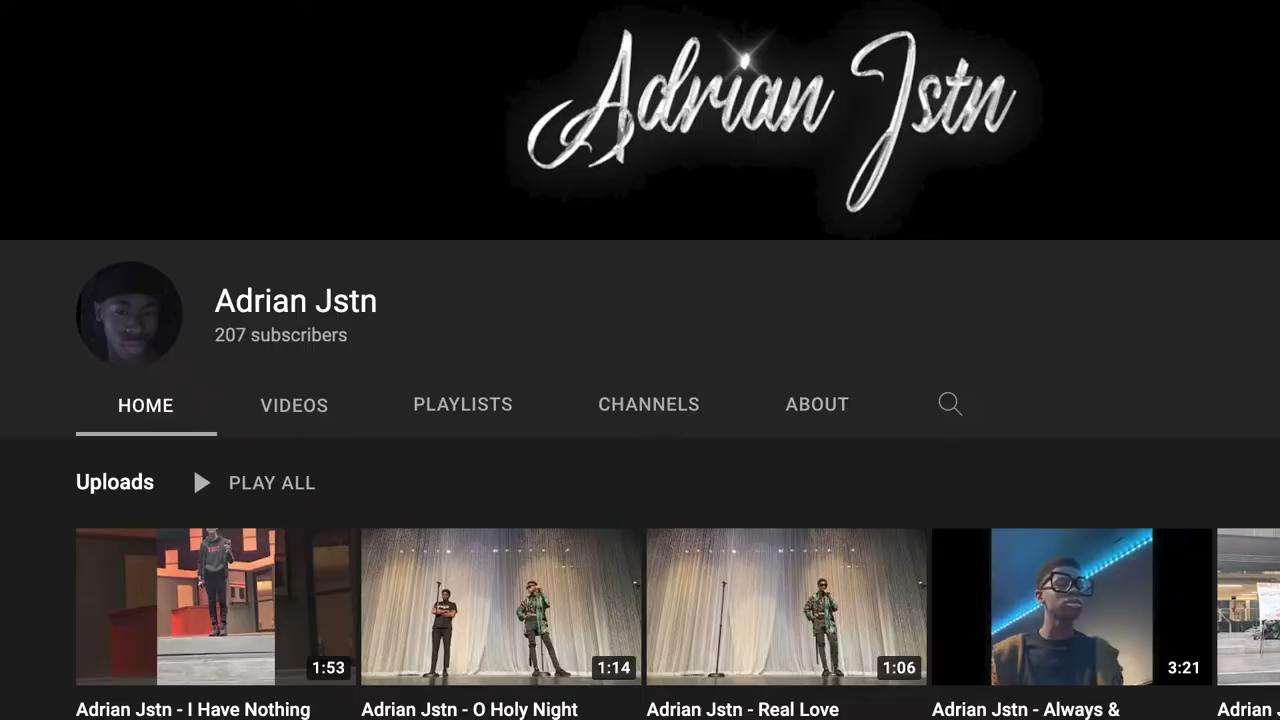 Adrian Jstn
Adrian Jstn
207 subscribers
HOME VIDEOS PLAYLISTS CHANNELS ABOUT
Uploads PLAY ALL
1:53 1:14 1:06 3:21
Adrian Jstn - I Have Nothing Adrian Jstn - O Holy Night Adrian Jstn - Real Love Adrian Jstn - Always & Adrian